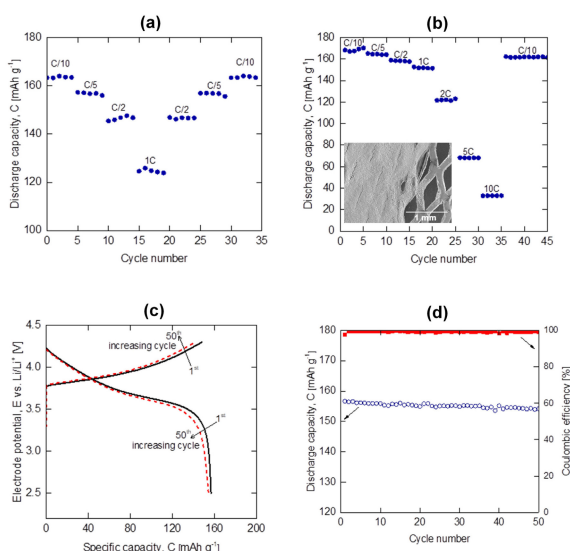 (a)
Discharge capacity, C [mAh g⁻¹]
180
160
140
120
100
C/10
C/5
C/2
1C
C/2
C/5
C/10
0 5 10 15 20 25 30 35
Cycle number
(b)
Discharge capacity, C [mAh g⁻¹]
180
160
140
120
100
80
60
40
20
0
C/10
C/5
C/2
1C
2C
5C
10C
C/10
1 mm
0 5 10 15 20 25 30 35 40 45
Cycle number
(c)
Electrode potential, E vs. Li/Li⁺ [V]
4.5
4.0
3.5
3.0
2.5
50ᵗʰ
increasing cycle
1ˢᵗ
50ᵗʰ
increasing cycle
1ˢᵗ
0 40 80 120 160 200
Specific capacity, C [mAh g⁻¹]
(d)
Discharge capacity, C [mAh g⁻¹]
180
170
160
150
140
130
120
100
80
60
40
20
0
Coulombic efficiency [%]
0 10 20 30 40 50
Cycle number